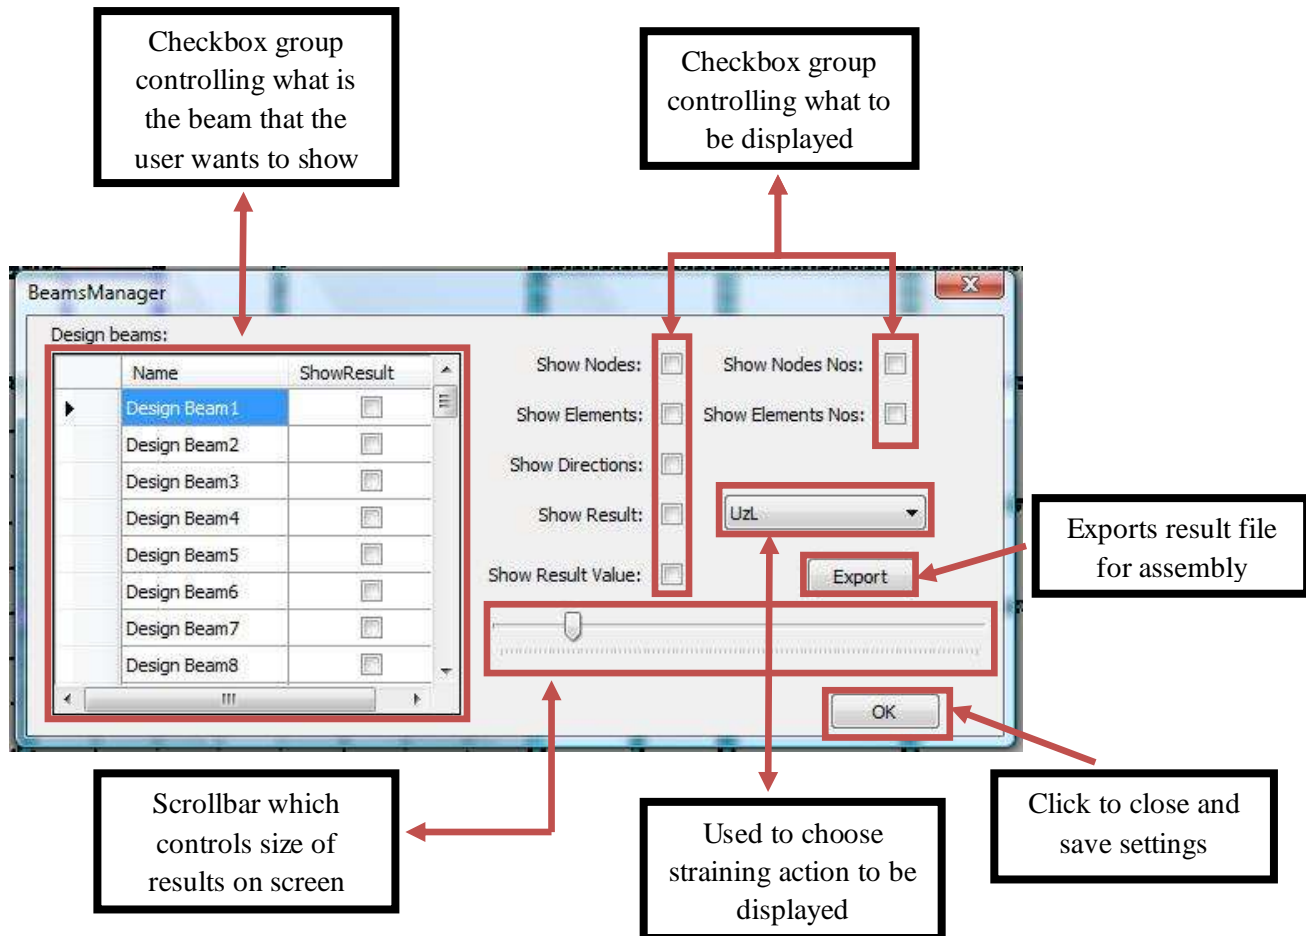 Checkbox group
controlling what is
the beam that the
user wants to show
Checkbox group
controlling what to
be displayed
BeamsManager
Design beams:
Name ShowResult
Design Beam1
Design Beam2
Design Beam3
Design Beam4
Design Beam5
Design Beam6
Design Beam7
Design Beam8
Show Nodes:
Show Nodes Nos:
Show Elements:
Show Elements Nos:
Show Directions:
Show Result:
UzL
Show Result Value:
Export
OK
Exports result file
for assembly
Scrollbar which
controls size of
results on screen
Used to choose
straining action to be
displayed
Click to close and
save settings